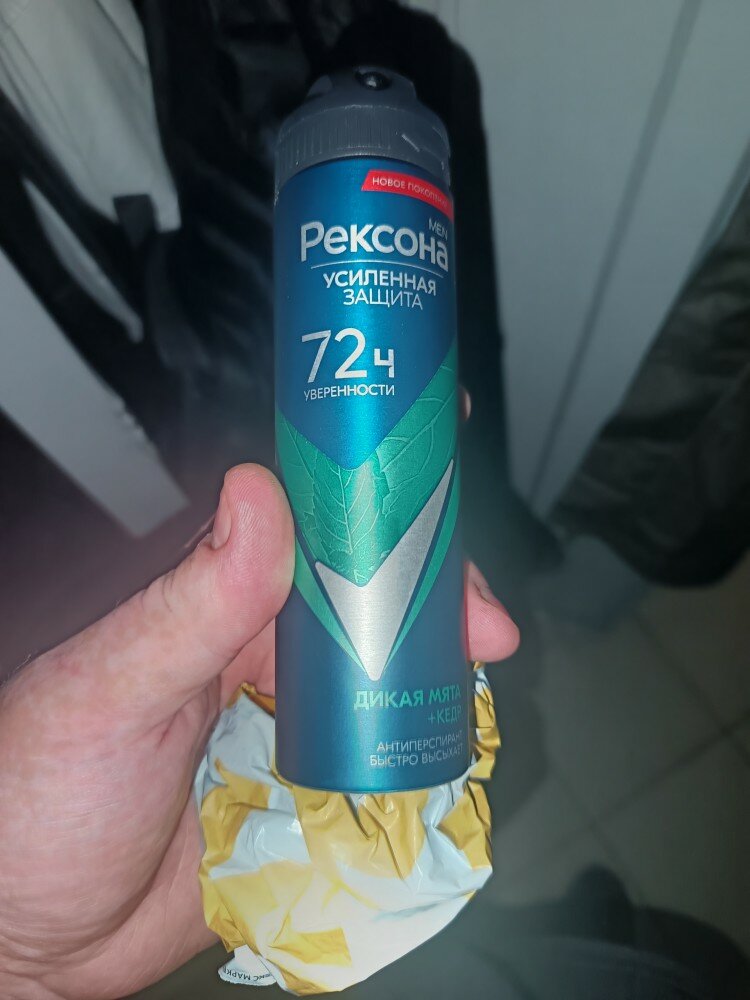 НОВОЕ ПОКОЛЕНИЕ
MEN
Рексона
УСИЛЕННАЯ
ЗАЩИТА
72ч
УВЕРЕННОСТИ
ДИКАЯ МЯТА
+КЕДР
АНТИПЕРСПИРАНТ
БЫСТРО ВЫСЫХАЕТ